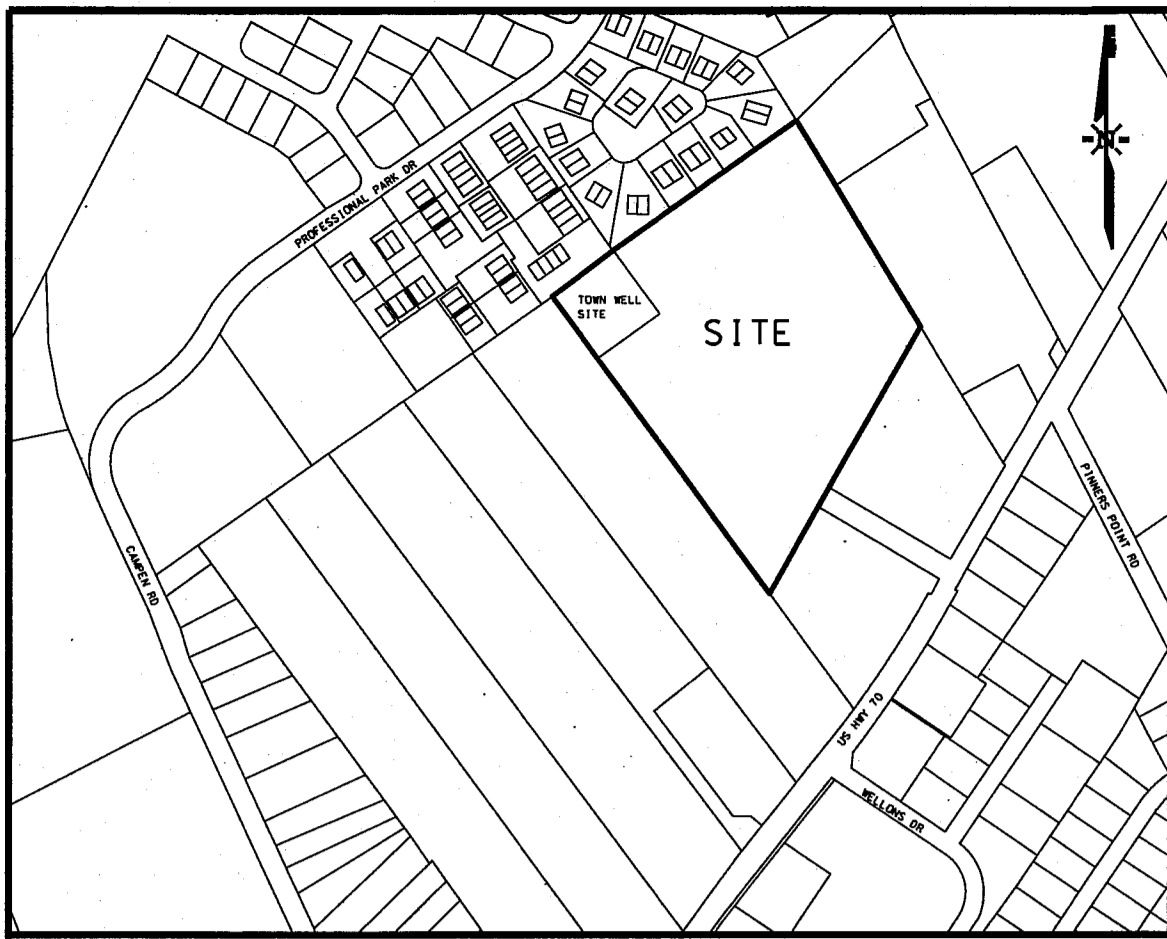 N
PROFESSIONAL PARK DR
TOWN WELL
SITE
SITE
PINNERS POINT RD
CAMPEN RD
US HWY 70
WELLONS DR